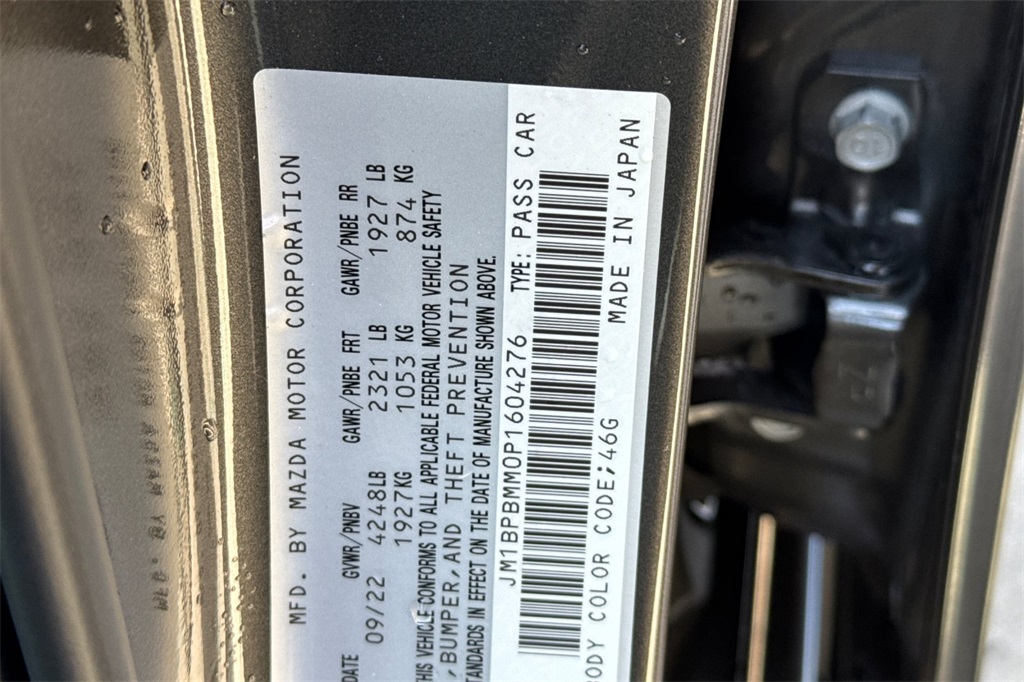 MFD. BY MAZDA MOTOR CORPORATION
DATE GVWR/PNBV GAWR/PNBE FRT GAWR/PNBE RR
09/22 4248LB 2321 LB 1927 LB
1927KG 1053 KG 874 KG
THIS VEHICLE CONFORMS TO ALL APPLICABLE FEDERAL MOTOR VEHICLE SAFETY
,BUMPER,AND THEFT PREVENTION
STANDARDS IN EFFECT ON THE DATE OF MANUFACTURE SHOWN ABOVE.
JM1BPBMM0P1604276 TYPE: PASS CAR
BODY COLOR CODE;46G
MADE IN JAPAN